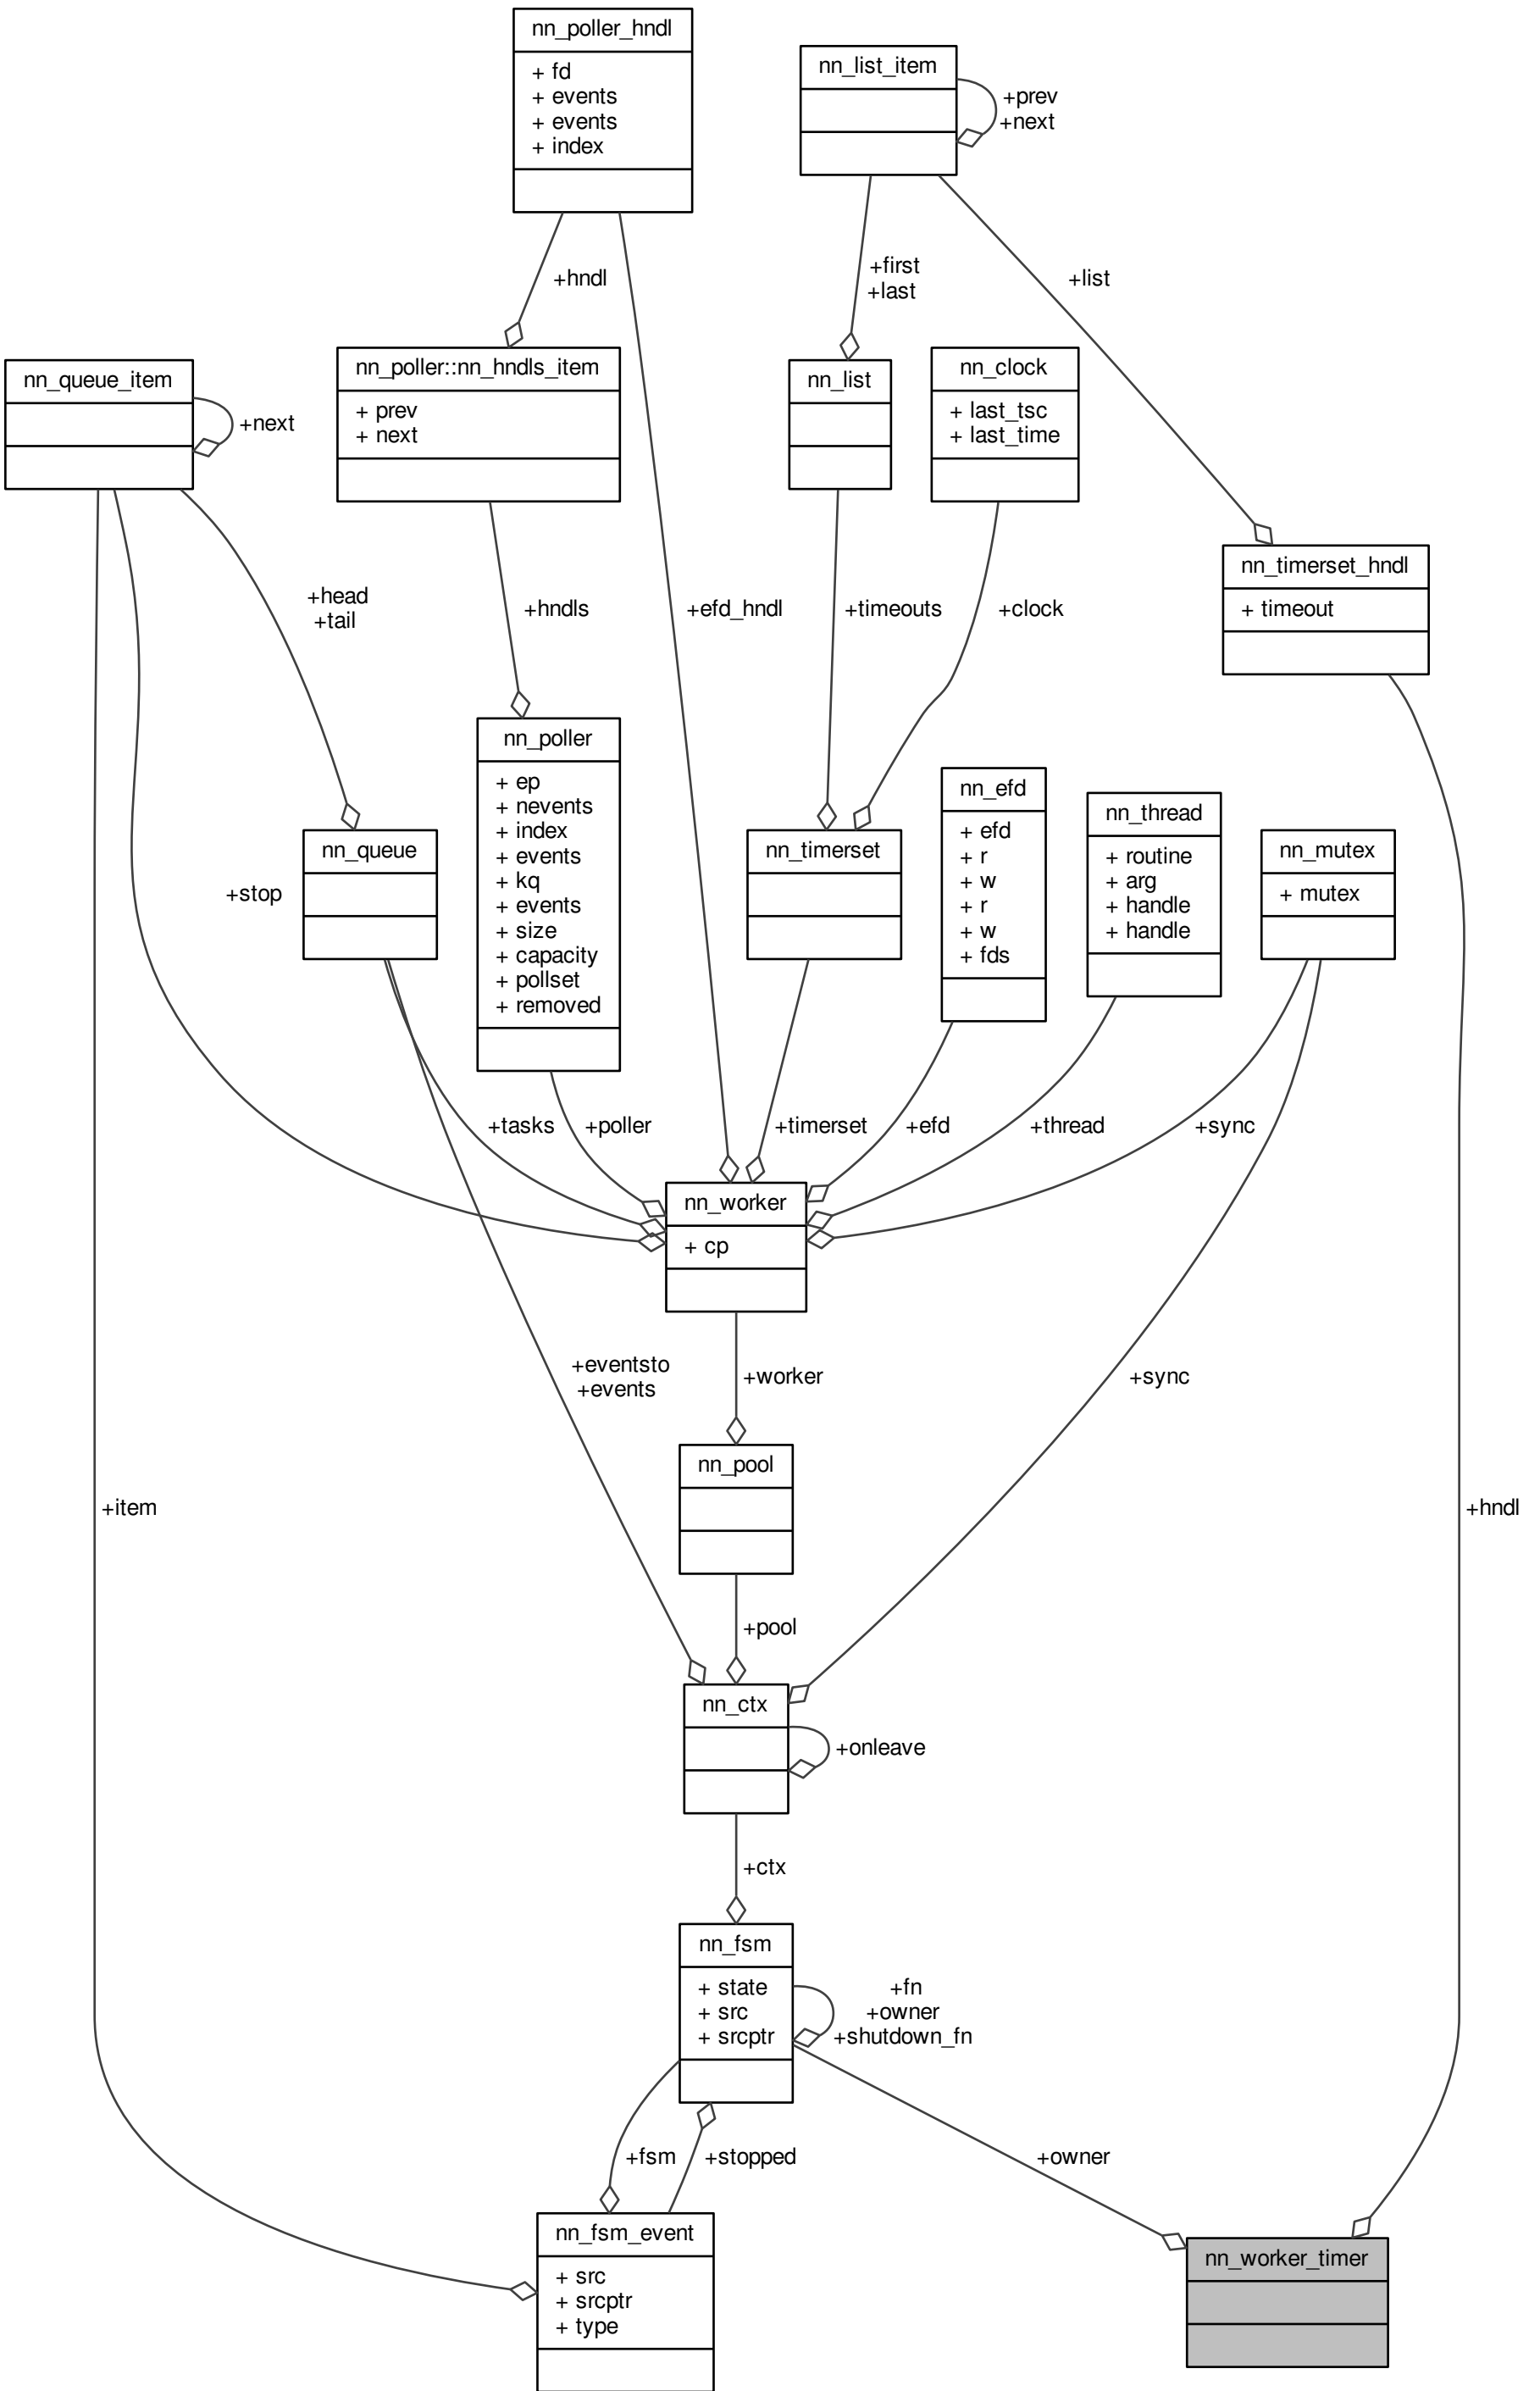 nn_poller_hndl
+ fd
+ events
+ events
+ index
nn_list_item
+prev
+next
+hndl
+first
+last
+list
nn_queue_item
+next
nn_poller::nn_hndls_item
+ prev
+ next
nn_list
nn_clock
+ last_tsc
+ last_time
nn_timerset_hndl
+ timeout
+head
+tail
+hndls
+efd_hndl
+timeouts
+clock
nn_poller
+ ep
+ nevents
+ index
+ events
+ kq
+ events
+ size
+ capacity
+ pollset
+ removed
+stop
nn_queue
nn_timerset
nn_efd
+ efd
+ r
+ w
+ r
+ w
+ fds
nn_thread
+ routine
+ arg
+ handle
+ handle
nn_mutex
+ mutex
+tasks
+poller
+timerset
+efd
+thread
+sync
nn_worker
+ cp
+eventsto
+events
+worker
+sync
nn_pool
+item
+hndl
+pool
nn_ctx
+onleave
+ctx
nn_fsm
+ state
+ src
+ srcptr
+fn
+owner
+shutdown_fn
+fsm
+stopped
+owner
nn_fsm_event
+ src
+ srcptr
+ type
nn_worker_timer